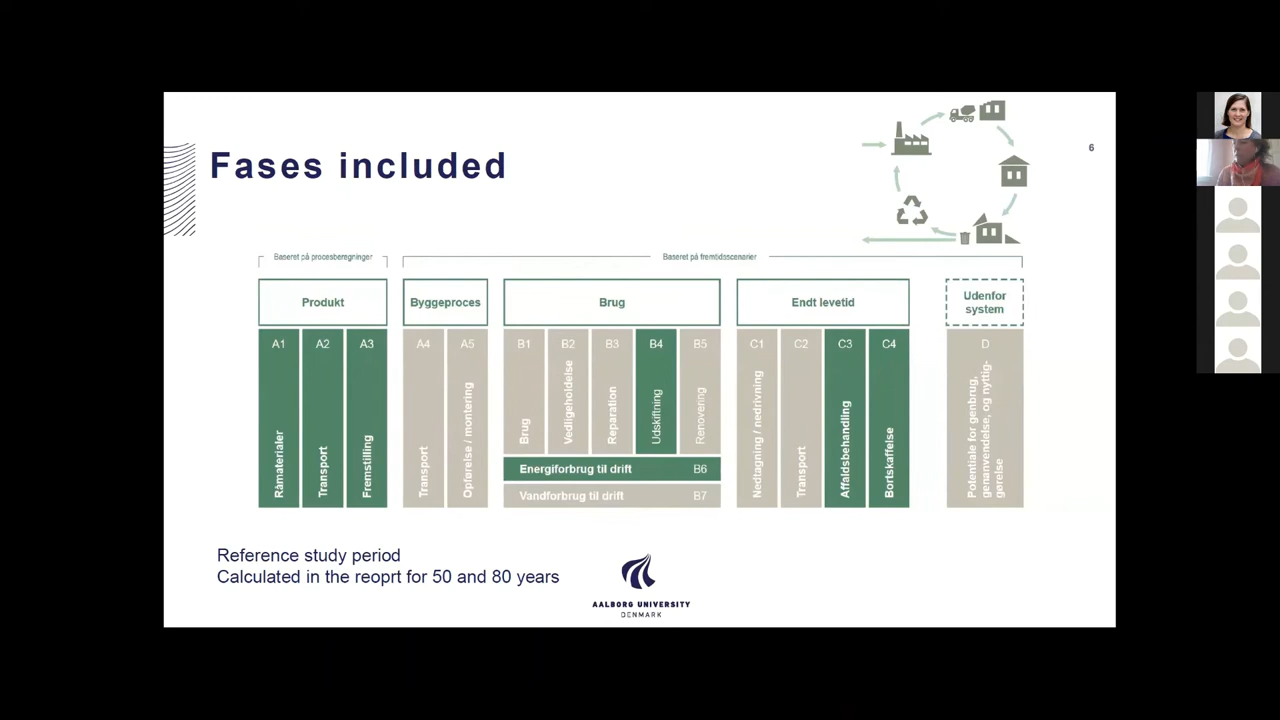 6
Fases included
Baseret på procesberegninger
Baseret på fremtidsscenarier
Produkt
Byggeproces
Brug
Endt levetid
Udenfor
system
A1
A2
A3
A4
A5
B1
B2
B3
B4
B5
C1
C2
C3
C4
D
Råmaterialer
Transport
Fremstilling
Transport
Opførelse / montering
Brug
Vedligeholdelse
Reparation
Udskiftning
Renovering
Energiforbrug til drift B6
Vandforbrug til drift B7
Nedtagning / nedrivning
Transport
Affaldsbehandling
Bortskaffelse
Potentiale for genbrug,
genanvendelse, og nyttig-
gørelse
Reference study period
Calculated in the reoprt for 50 and 80 years
AALBORG UNIVERSITY
DENMARK